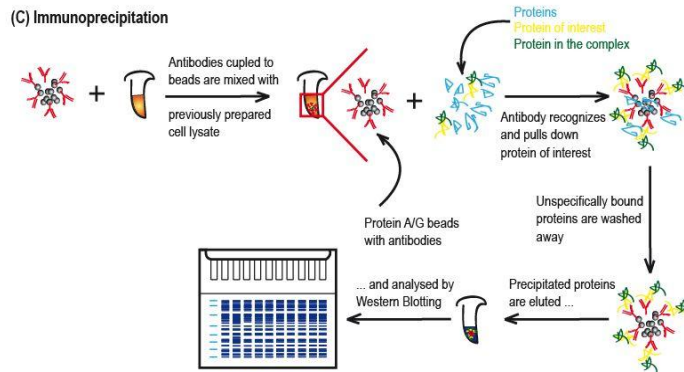 (C) Immunoprecipitation
Proteins
Protein of interest
Protein in the complex
Antibodies cupled to
beads are mixed with
previously prepared
cell lysate
+
+
Antibody recognizes
and pulls down
protein of interest
Protein A/G beads
with antibodies
Unspecifically bound
proteins are washed
away
Precipitated proteins
are eluted ...
... and analysed by
Western Blotting